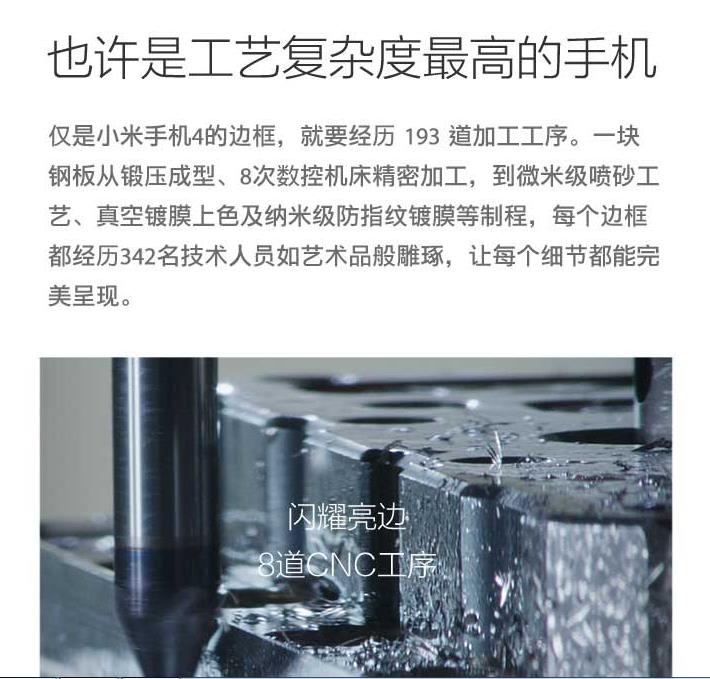 也许是工艺复杂度最高的手机
仅是小米手机4的边框，就要经历 193 道加工工序。一块
钢板从锻压成型、8次数控机床精密加工，到微米级喷砂工
艺、真空镀膜上色及纳米级防指纹镀膜等制程，每个边框
都经历342名技术人员如艺术品般雕琢，让每个细节都能完
美呈现。
闪耀亮边
8道CNC工序